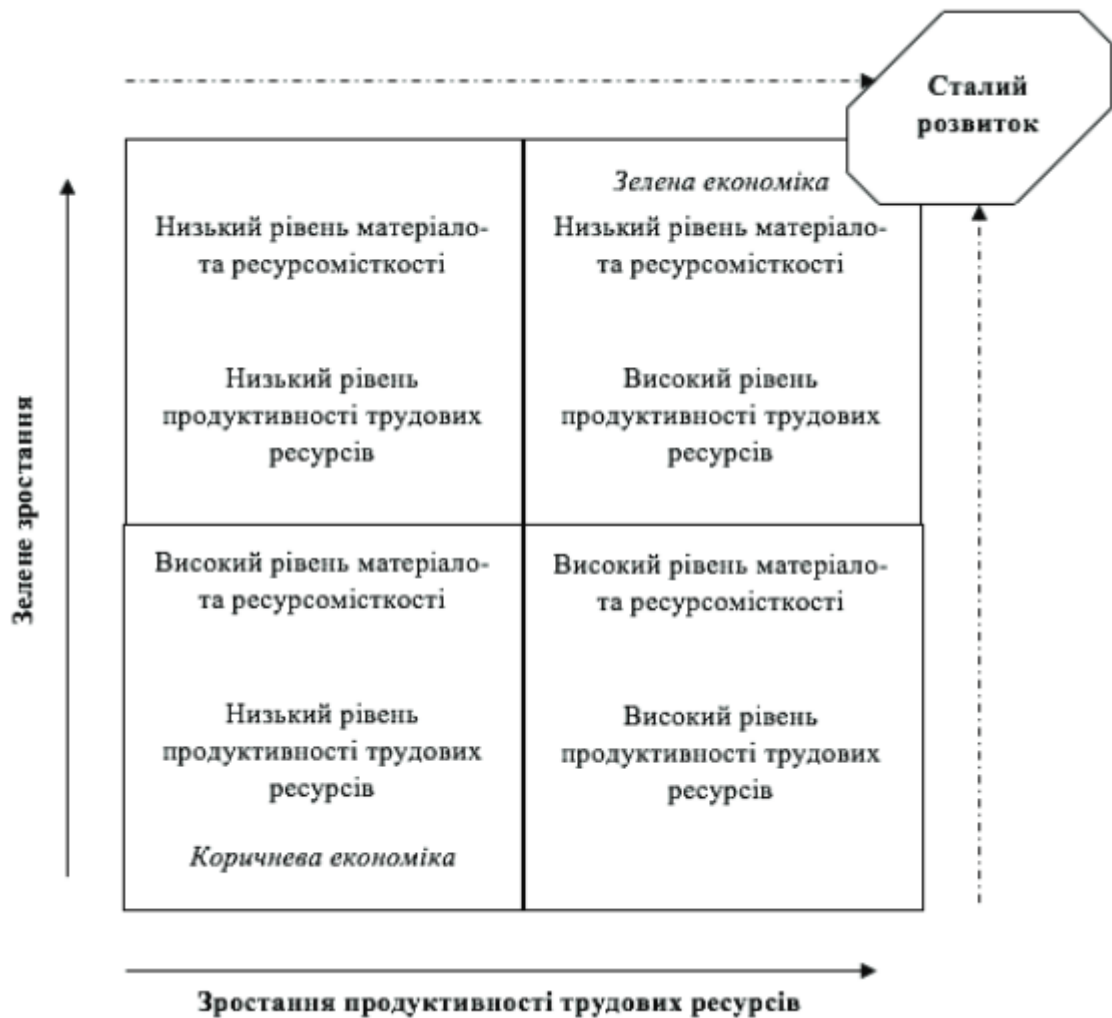 Сталий
розвиток
Зелене зростання
Низький рівень матеріало-
та ресурсомісткості
Низький рівень
продуктивності трудових
ресурсів
Зелена економіка
Низький рівень матеріало-
та ресурсомісткості
Високий рівень
продуктивності трудових
ресурсів
Високий рівень матеріало-
та ресурсомісткості
Низький рівень
продуктивності трудових
ресурсів
Коричнева економіка
Високий рівень матеріало-
та ресурсомісткості
Високий рівень
продуктивності трудових
ресурсів
Зростання продуктивності трудових ресурсів